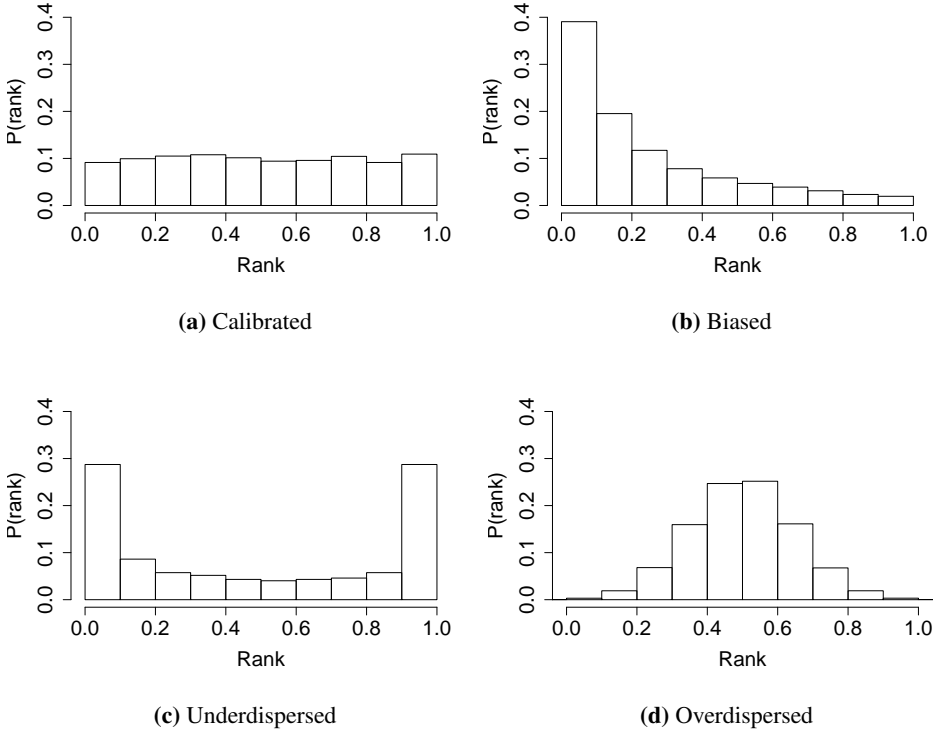 P(rank)
0.0 0.1 0.2 0.3 0.4
0.0 0.2 0.4 0.6 0.8 1.0
Rank
(a) Calibrated
P(rank)
0.0 0.1 0.2 0.3 0.4
0.0 0.2 0.4 0.6 0.8 1.0
Rank
(b) Biased
P(rank)
0.0 0.1 0.2 0.3 0.4
0.0 0.2 0.4 0.6 0.8 1.0
Rank
(c) Underdispersed
P(rank)
0.0 0.1 0.2 0.3 0.4
0.0 0.2 0.4 0.6 0.8 1.0
Rank
(d) Overdispersed